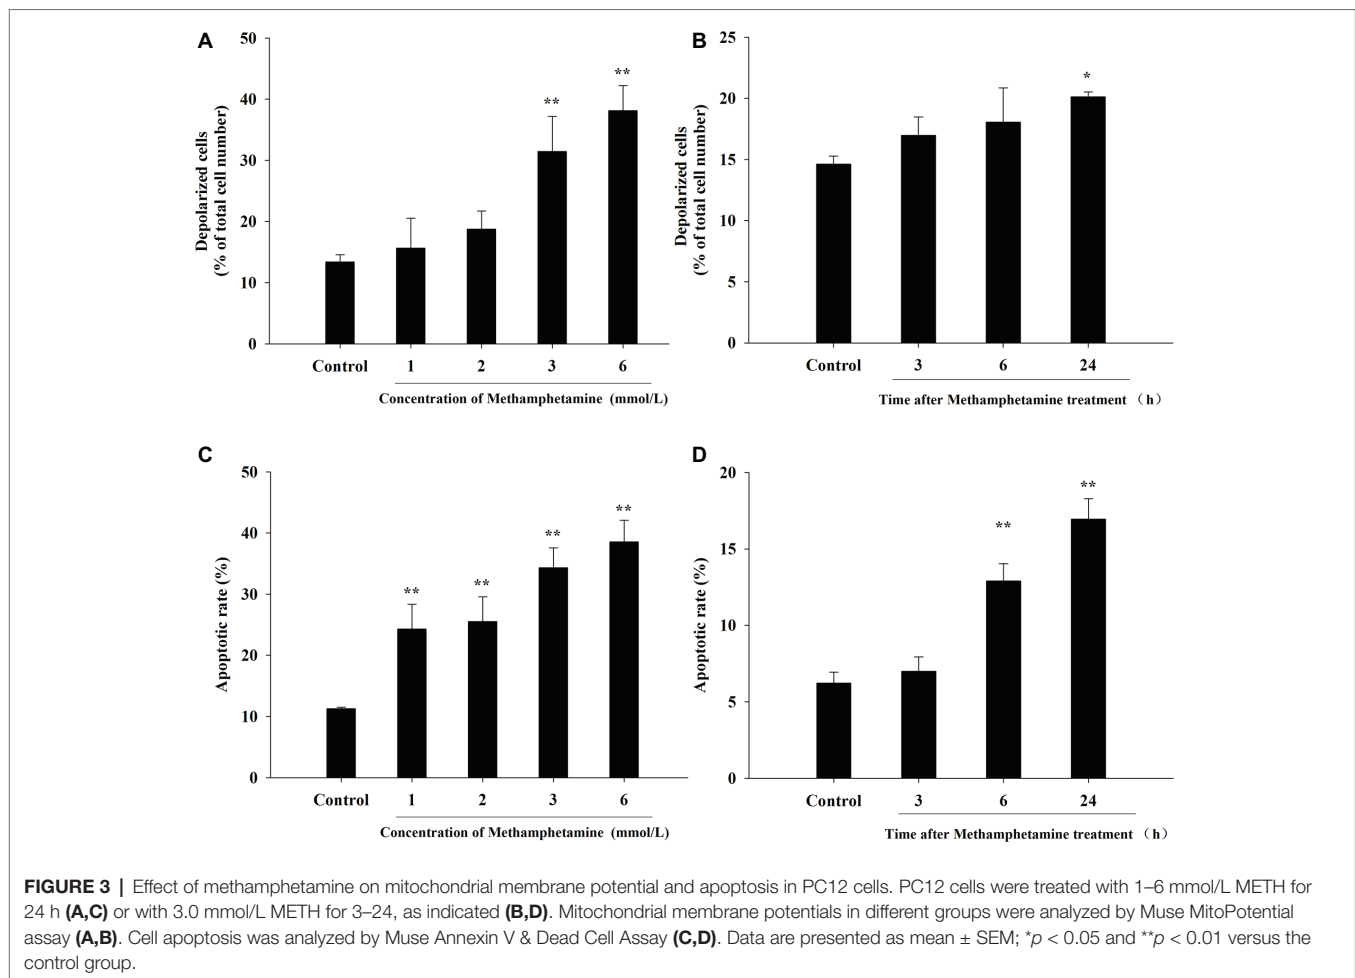 A
50
40
30
20
10
0
Depolarized cells
(% of total cell number)
**
**
Control 1 2 3 6
Concentration of Methamphetamine (mmol/L)
B
25
20
15
10
5
0
Depolarized cells
(% of total cell number)
*
Control 3 6 24
Time after Methamphetamine treatment（h）
C
50
40
30
20
10
0
Apoptotic rate (%)
**
**
**
**
Control 1 2 3 6
Concentration of Methamphetamine (mmol/L)
D
20
15
10
5
0
Apoptotic rate (%)
**
**
Control 3 6 24
Time after Methamphetamine treatment（h）
FIGURE 3 | Effect of methamphetamine on mitochondrial membrane potential and apoptosis in PC12 cells. PC12 cells were treated with 1–6 mmol/L METH for
24 h (A,C) or with 3.0 mmol/L METH for 3–24, as indicated (B,D). Mitochondrial membrane potentials in different groups were analyzed by Muse MitoPotential
assay (A,B). Cell apoptosis was analyzed by Muse Annexin V & Dead Cell Assay (C,D). Data are presented as mean ± SEM; *p < 0.05 and **p < 0.01 versus the
control group.